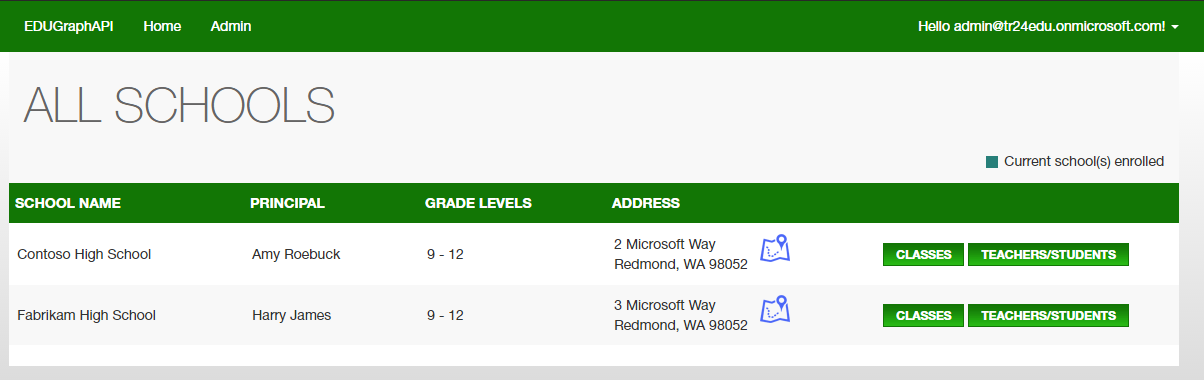 EDUGraphAPI Home Admin Hello admin@tr24edu.onmicrosoft.com!
ALL SCHOOLS
Current school(s) enrolled
SCHOOL NAME PRINCIPAL GRADE LEVELS ADDRESS
Contoso High School Amy Roebuck 9 - 12 2 Microsoft Way CLASSES TEACHERS/STUDENTS
Redmond, WA 98052
Fabrikam High School Harry James 9 - 12 3 Microsoft Way CLASSES TEACHERS/STUDENTS
Redmond, WA 98052